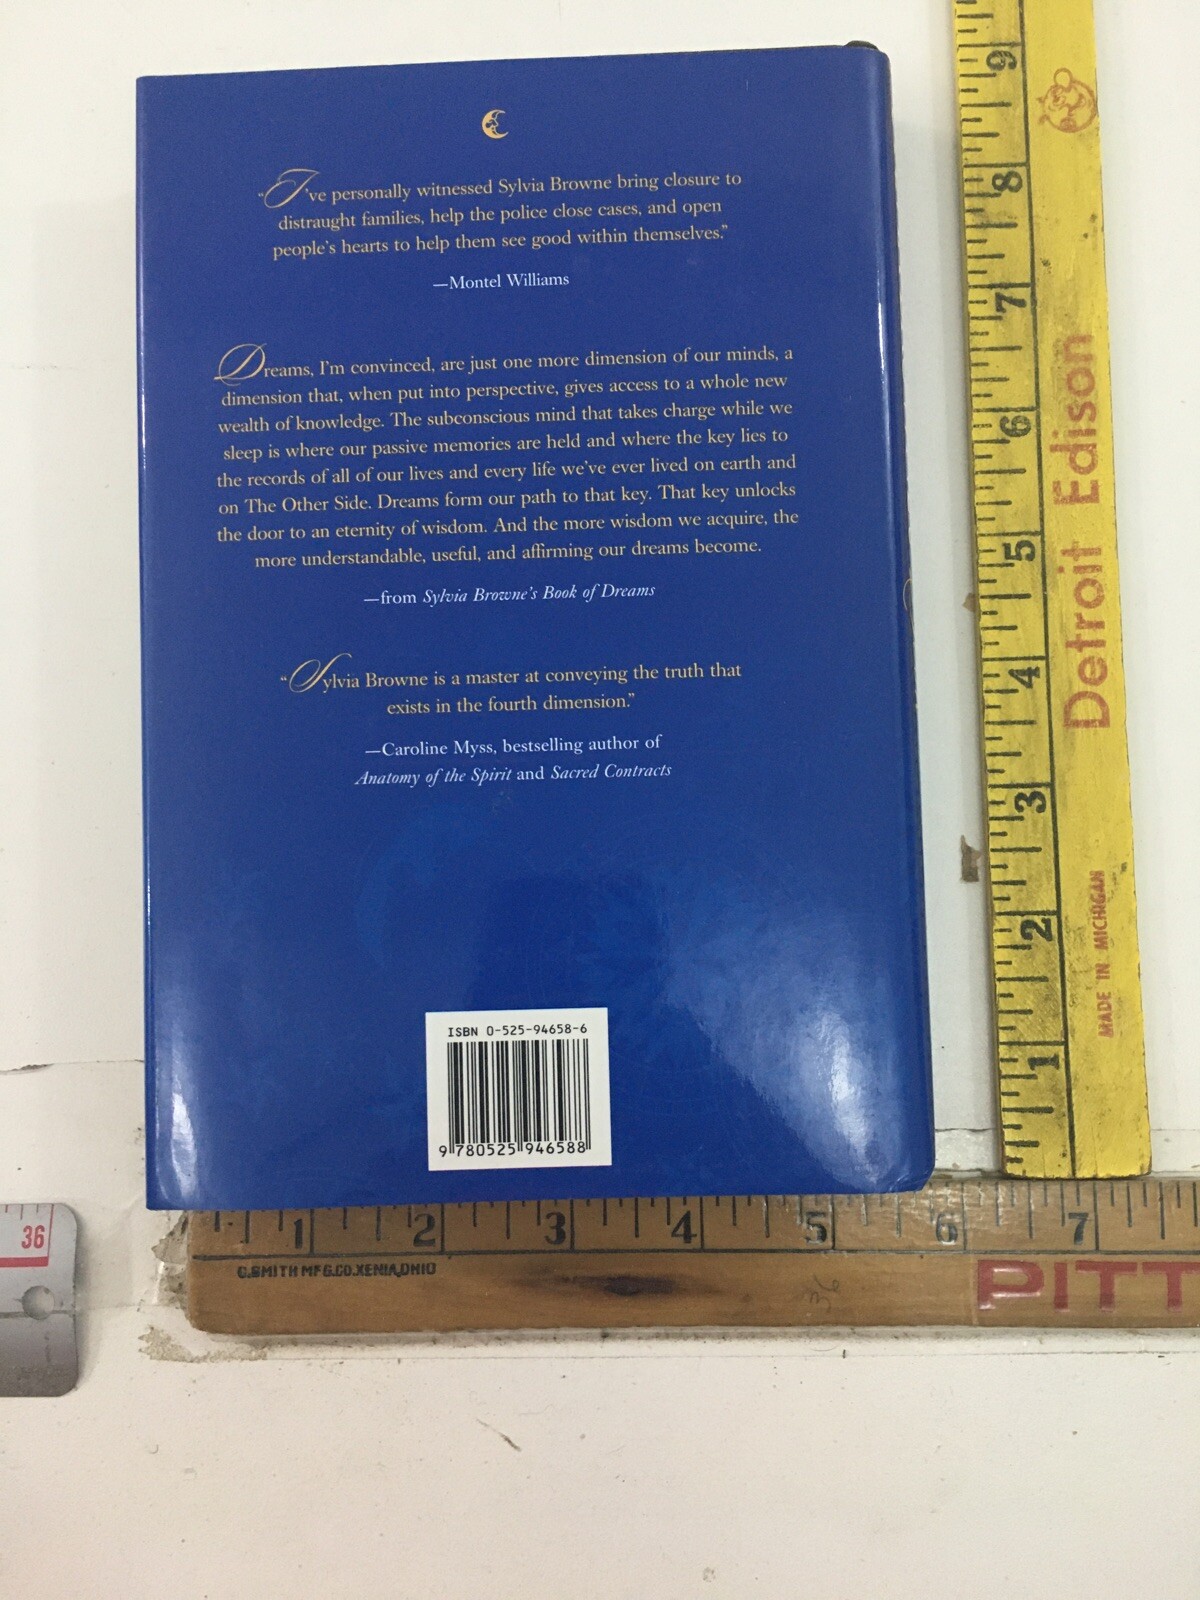 “I’ve personally witnessed Sylvia Browne bring closure to
distraught families, help the police close cases, and open
people’s hearts to help them see good within themselves.”
—Montel Williams
Dreams, I’m convinced, are just one more dimension of our minds, a
dimension that, when put into perspective, gives access to a whole new
wealth of knowledge. The subconscious mind that takes charge while we
sleep is where our passive memories are held and where the key lies to
the records of all of our lives and every life we’ve ever lived on earth and
on The Other Side. Dreams form our path to that key. That key unlocks
the door to an eternity of wisdom. And the more wisdom we acquire, the
more understandable, useful, and affirming our dreams become.
—from Sylvia Browne’s Book of Dreams
“Sylvia Browne is a master at conveying the truth that
exists in the fourth dimension.”
—Caroline Myss, bestselling author of
Anatomy of the Spirit and Sacred Contracts
ISBN 0-525-94658-6
9 780525 946588
9
8
7
6
5
4
3
2
1
Detroit Edison
MADE IN MICHIGAN
36
1 2 3 4 5 6 7
G.SMITH MFG.CO.XENIA,OHIO
36
PITT